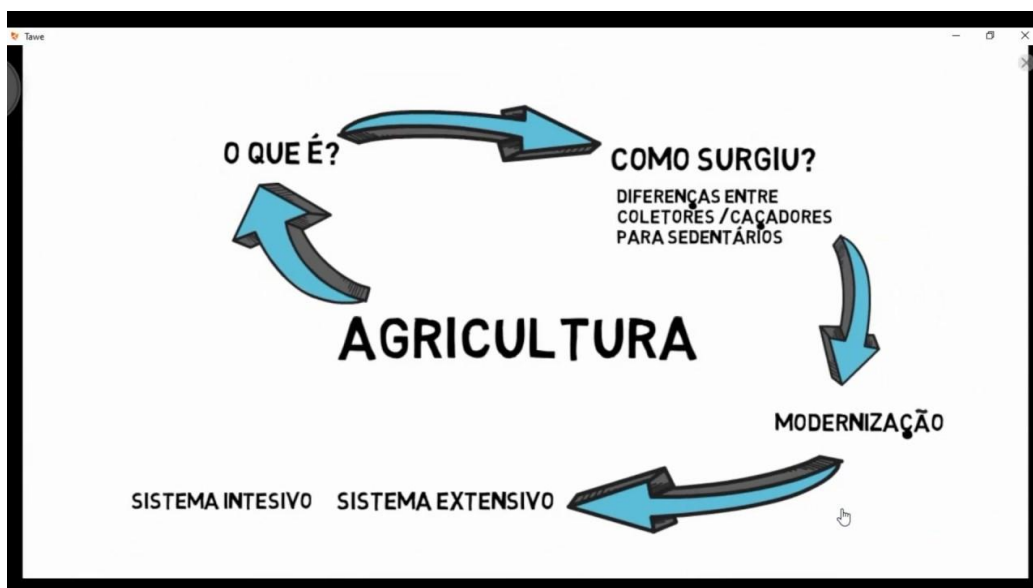 Tawe
O QUE É?
COMO SURGIU?
DIFERENÇAS ENTRE
COLETORES / CAÇADORES
PARA SEDENTÁRIOS
AGRICULTURA
MODERNIZAÇÃO
SISTEMA INTESIVO SISTEMA EXTENSIVO